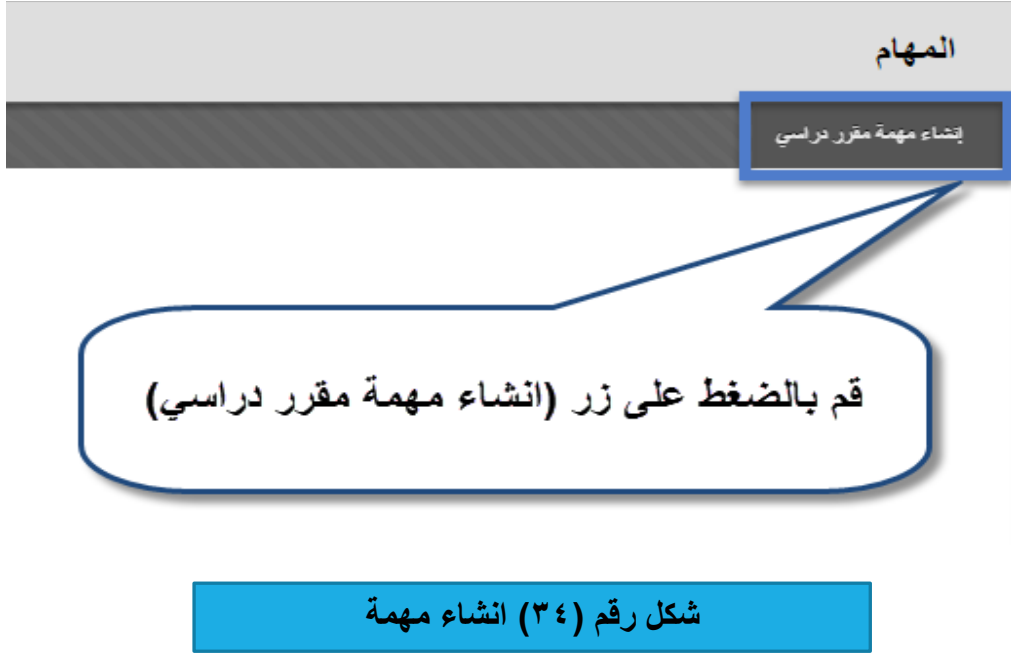 المهام
إنشاء مهمة مقرر دراسي
قم بالضغط على زر (انشاء مهمة مقرر دراسي)
شكل رقم (٣٤) انشاء مهمة